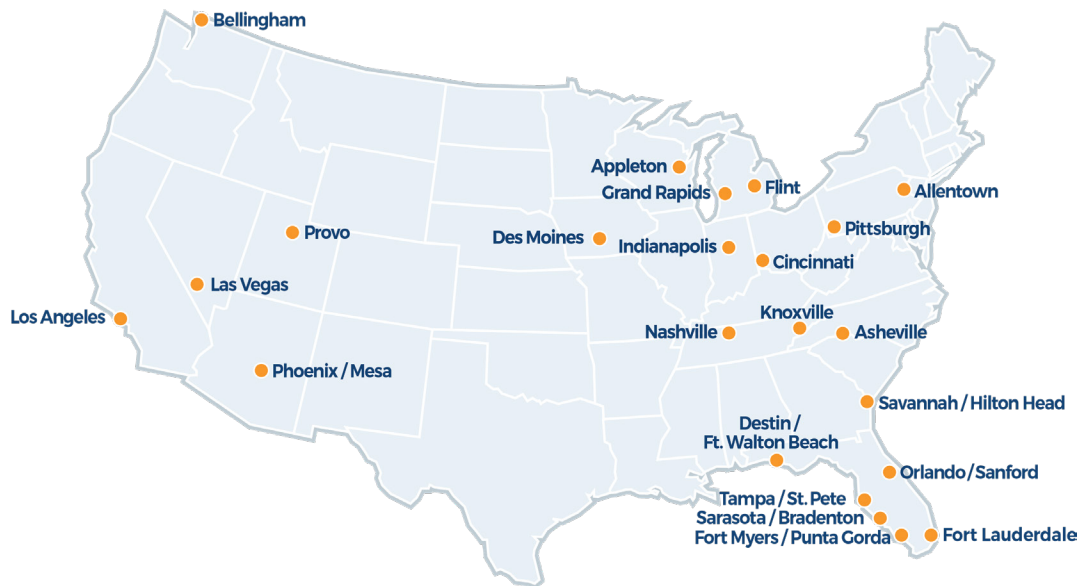 Bellingham
Appleton
Grand Rapids
Flint
Allentown
Provo
Des Moines
Indianapolis
Pittsburgh
Cincinnati
Las Vegas
Los Angeles
Knoxville
Nashville
Asheville
Phoenix / Mesa
Savannah / Hilton Head
Destin /
Ft. Walton Beach
Orlando / Sanford
Tampa / St. Pete
Sarasota / Bradenton
Fort Myers / Punta Gorda
Fort Lauderdale